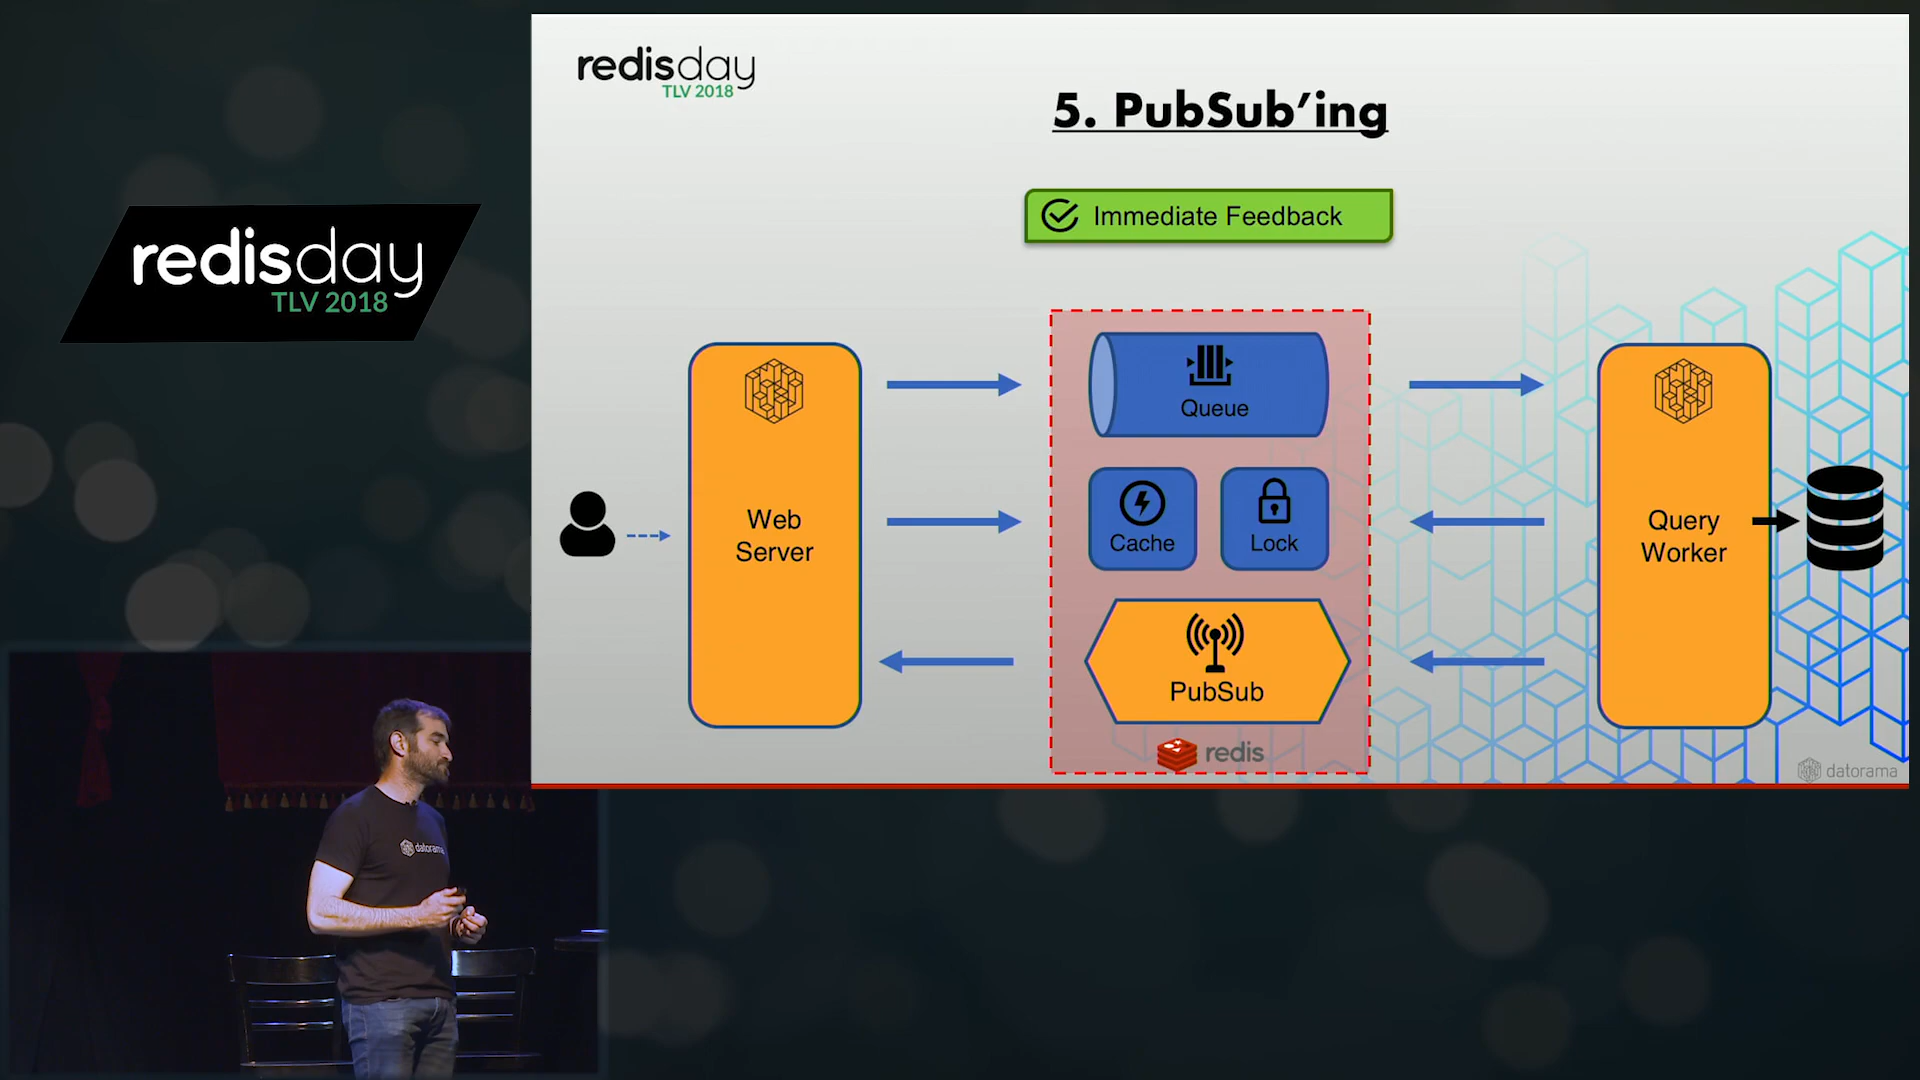 redisday
TLV 2018
5. PubSub'ing
Immediate Feedback
redisday
TLV 2018
Queue
Web
Server
Cache
Lock
Query
Worker
PubSub
redis
datorama
datorama